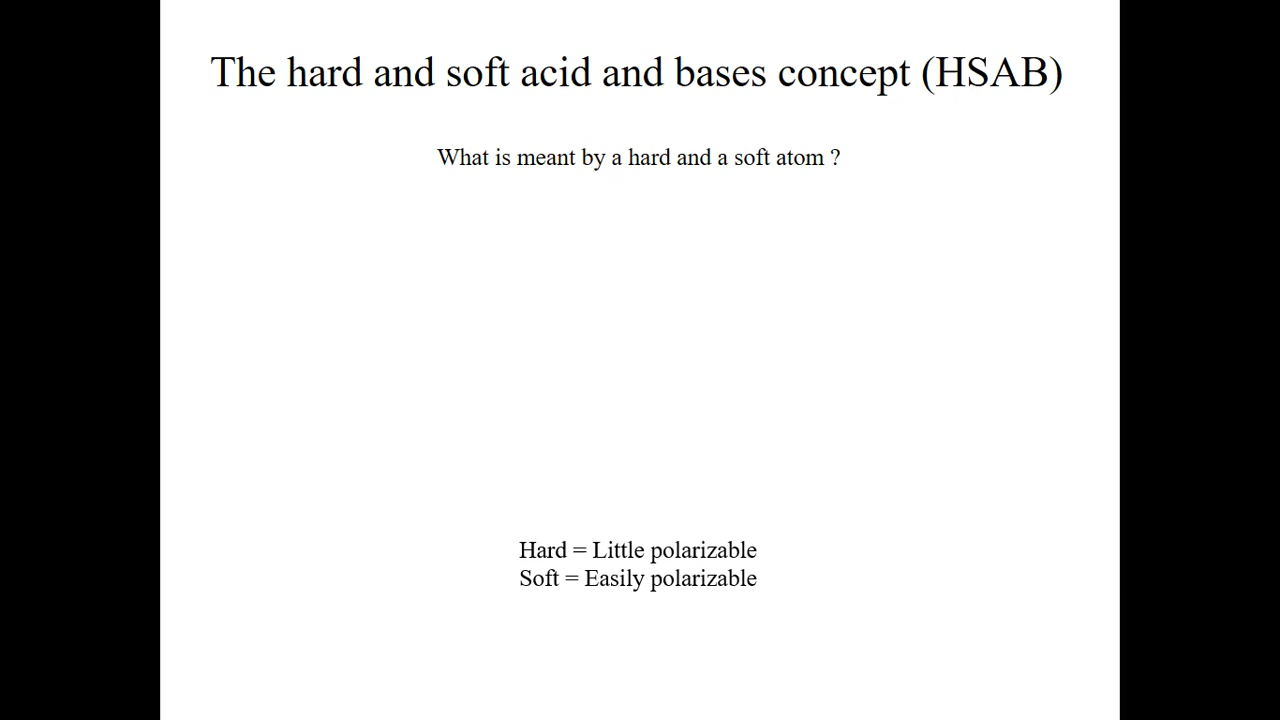 The hard and soft acid and bases concept (HSAB)
What is meant by a hard and a soft atom ?
Hard = Little polarizable
Soft = Easily polarizable